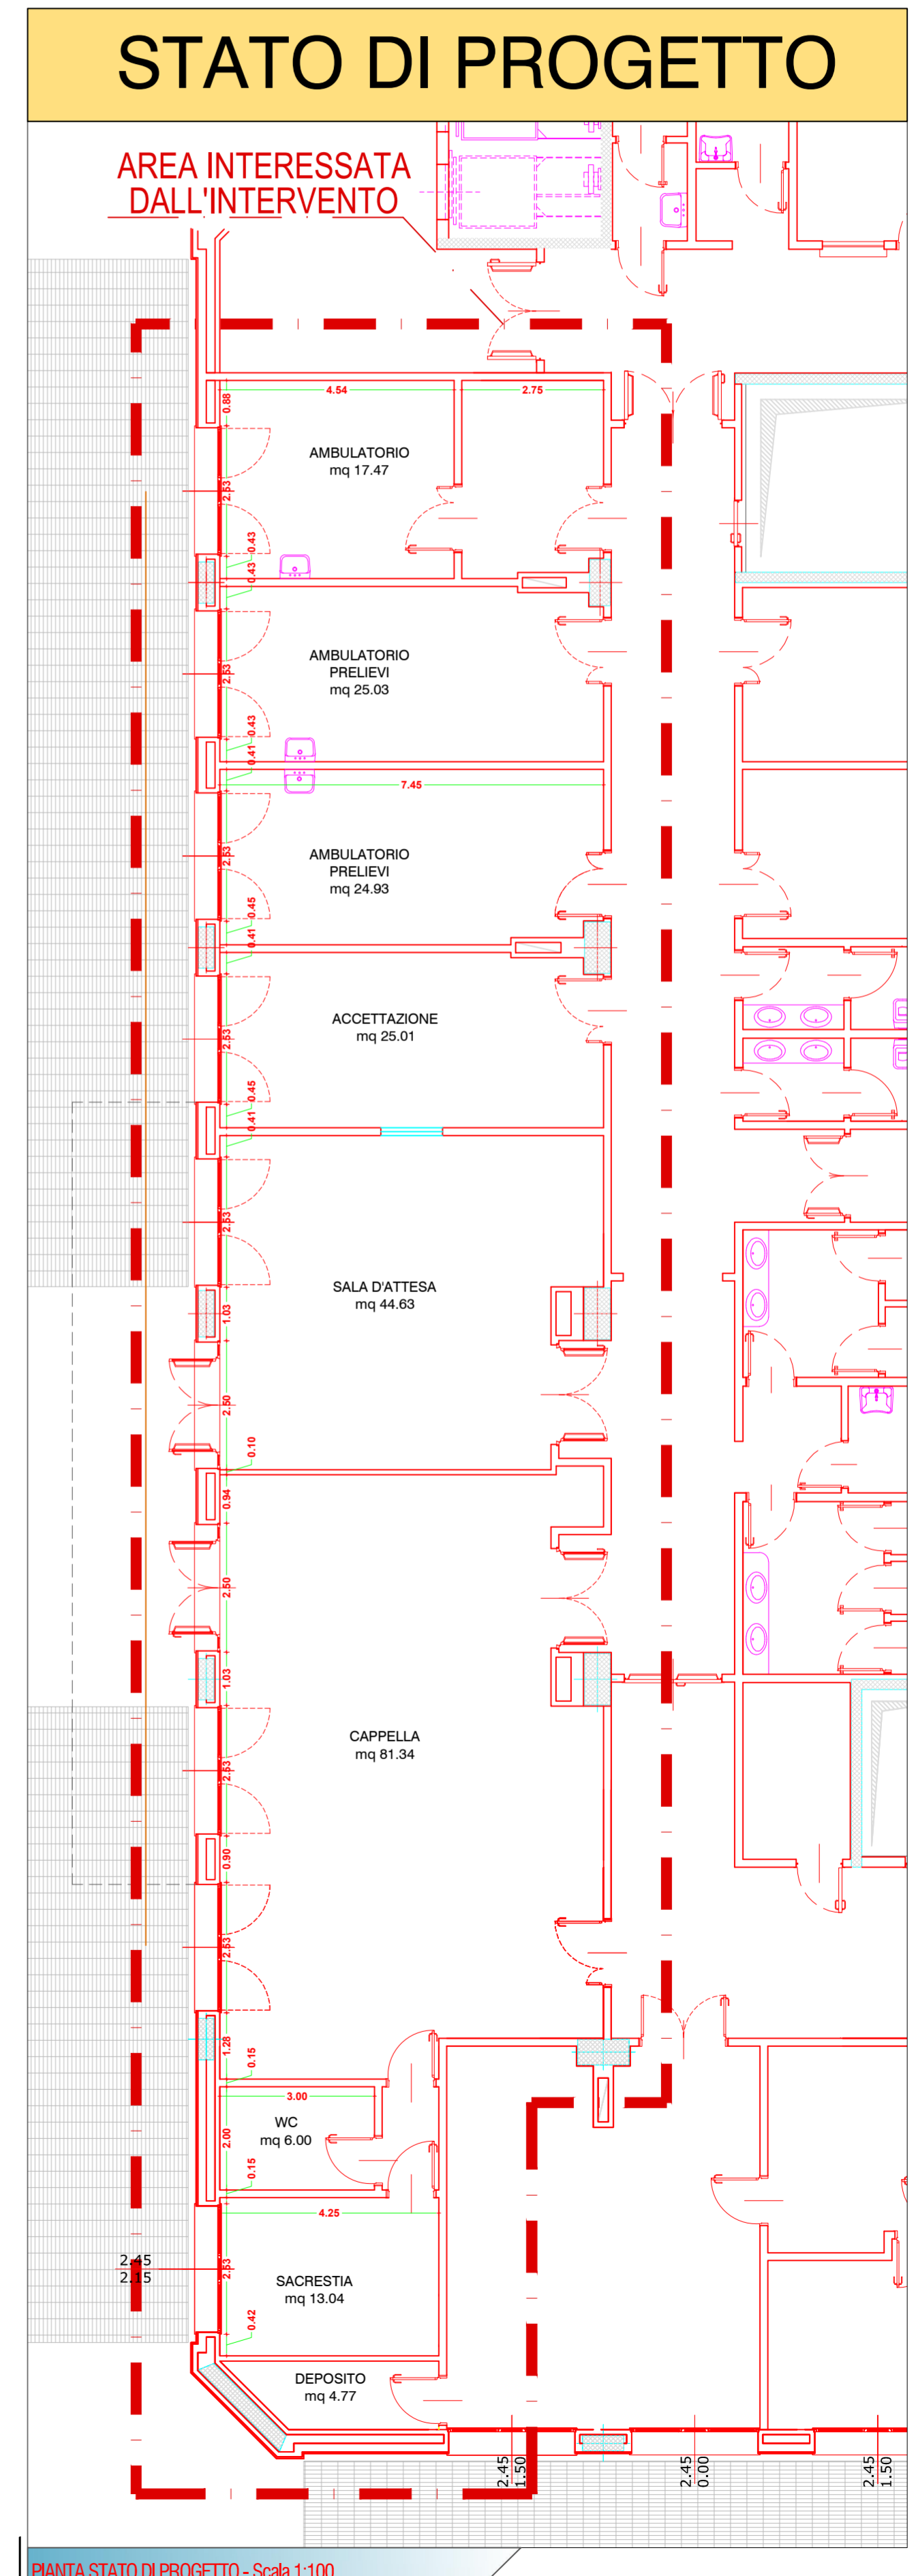 STATO DI PROGETTO
AREA INTERESSATA
DALL'INTERVENTO
4.54
2.75
0.88
AMBULATORIO
mq 17.47
2.53
0.43
0.43
AMBULATORIO
PRELIEVI
mq 25.03
2.53
0.43
0.41
7.45
AMBULATORIO
PRELIEVI
mq 24.93
2.53
0.45
0.41
ACCETTAZIONE
mq 25.01
2.53
0.45
0.41
2.53
SALA D'ATTESA
mq 44.63
1.03
2.50
0.10
0.94
2.50
1.03
CAPPELLA
mq 81.34
2.53
0.90
2.53
1.28
0.15
3.00
WC
mq 6.00
2.00
0.15
4.25
2.45
2.15
2.53
SACRESTIA
mq 13.04
0.42
DEPOSITO
mq 4.77
2.45
1.50
2.45
0.00
2.45
1.50
PIANTA STATO DI PROGETTO - Scala 1:100